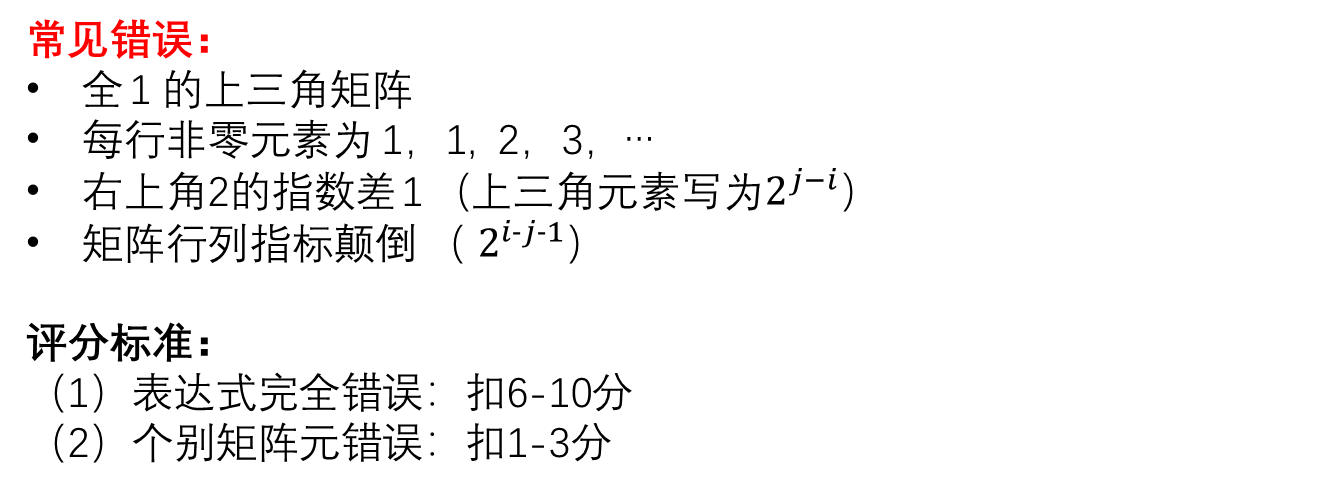 常见错误：
• 全1 的上三角矩阵
• 每行非零元素为 1，1, 2，3，…
• 右上角2的指数差1（上三角元素写为2^{j−i}）
• 矩阵行列指标颠倒 （ 2^{i-j-1}）
评分标准：
（1）表达式完全错误：扣6-10分
（2）个别矩阵元错误：扣1-3分